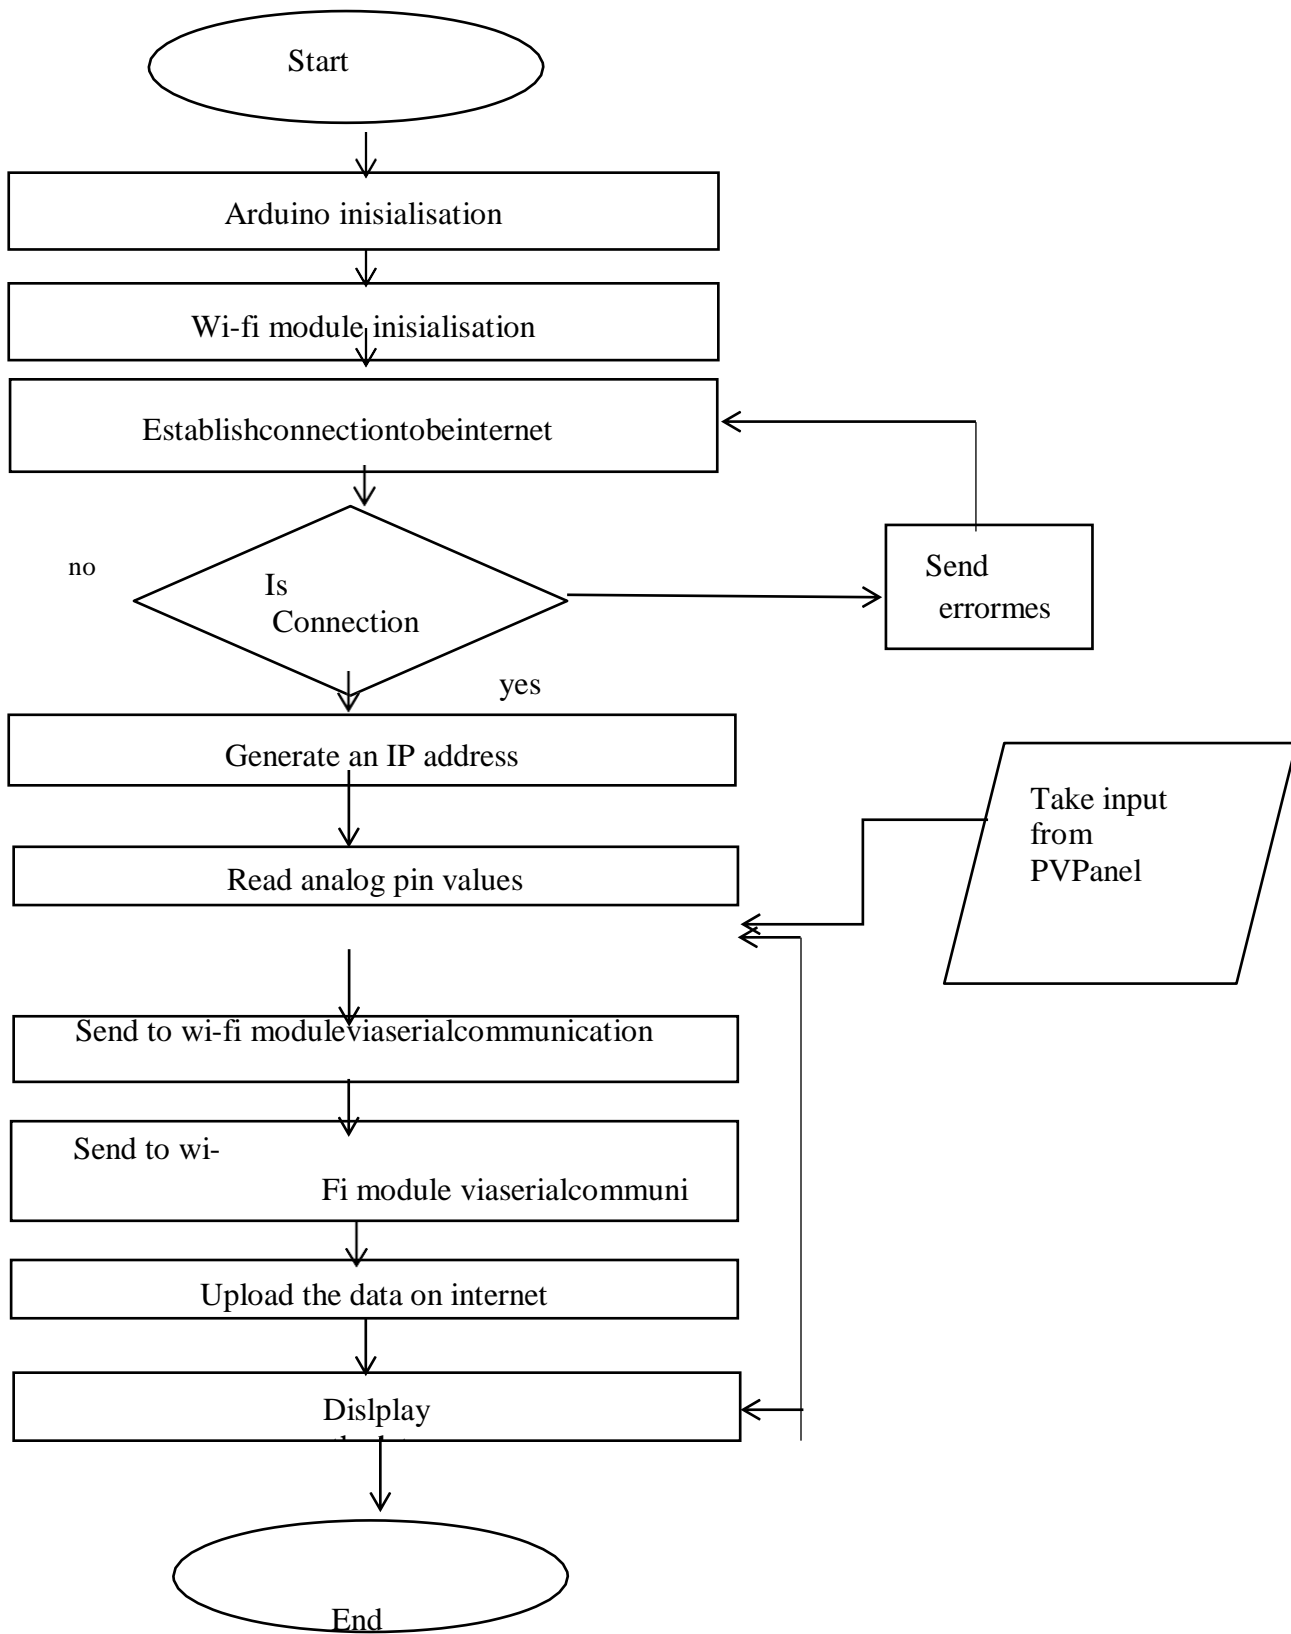 Start
Arduino inisialisation
Wi-fi module inisialisation
Establishconnectiontobeinternet
no
Is
Connection
Send
errormes
yes
Generate an IP address
Take input
from
PVPanel
Read analog pin values
Send to wi-fi moduleviaserialcommunication
Send to wi-
Fi module viaserialcommuni
Upload the data on internet
Dislplay
End